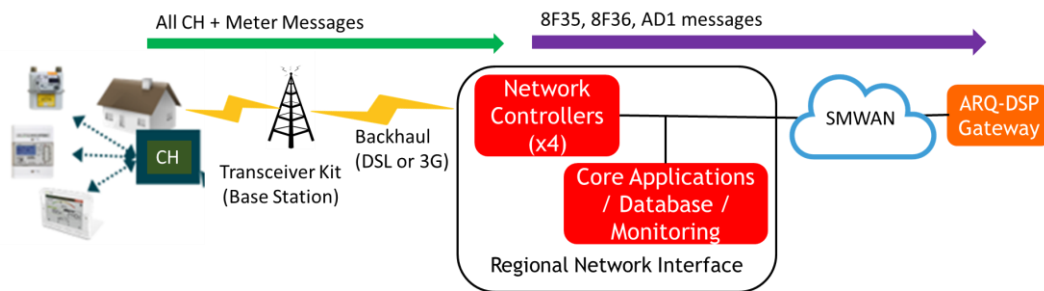 All CH + Meter Messages
8F35, 8F36, AD1 messages
CH
Transceiver Kit
(Base Station)
Backhaul
(DSL or 3G)
Network
Controllers
(x4)
Core Applications
/ Database /
Monitoring
Regional Network Interface
SMWAN
ARQ-DSP
Gateway